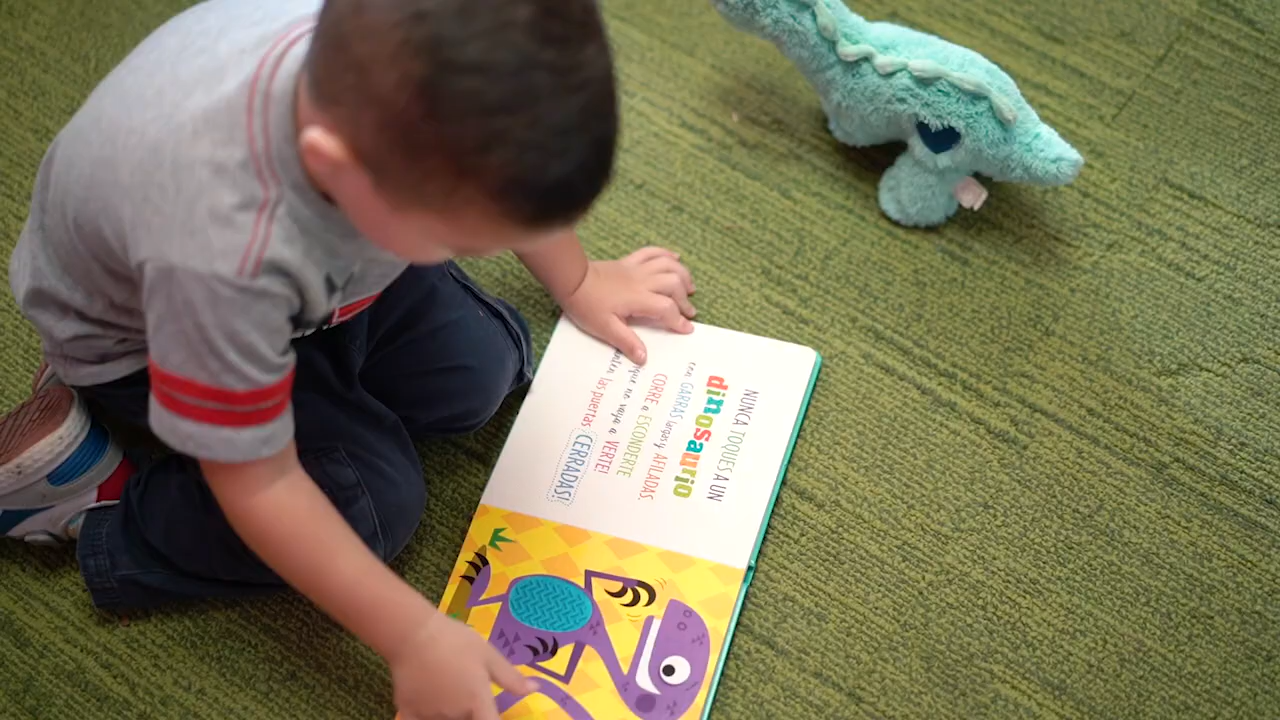 NUNCA TOQUES A UN
dinosaurio
con GARRAS largas y AFILADAS.
CORRE a ESCONDERTE
que no vaya a VERTE!
las puertas CERRADAS!